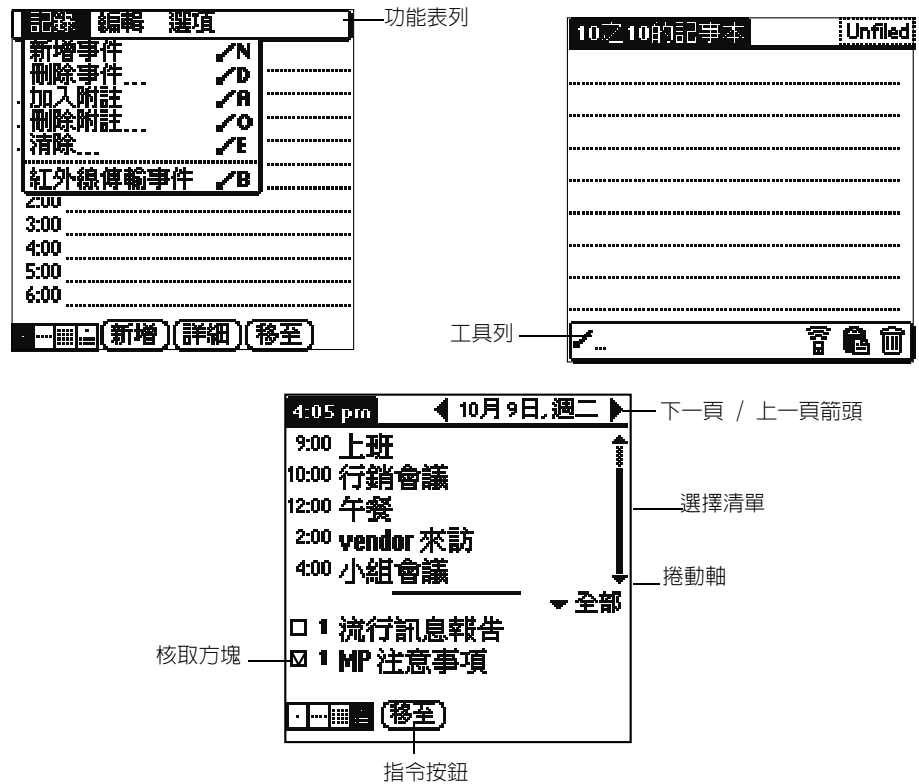 記錄 編輯 選項
功能表列
新增事件 /N
刪除事件... /D
加入附註 /A
刪除附註... /O
清除... /E
紅外線傳輸事件 /B
2:00
3:00
4:00
5:00
6:00
新增 詳細 移至
10之10的記事本 Unfiled
工具列
/...
4:05 pm 10月9日,週二
下一頁 / 上一頁箭頭
9:00 上班
10:00 行銷會議
12:00 午餐
2:00 vendor 來訪
4:00 小組會議
選擇清單
捲動軸
全部
1 流行訊息報告
核取方塊
1 MP 注意事項
移至
指令按鈕